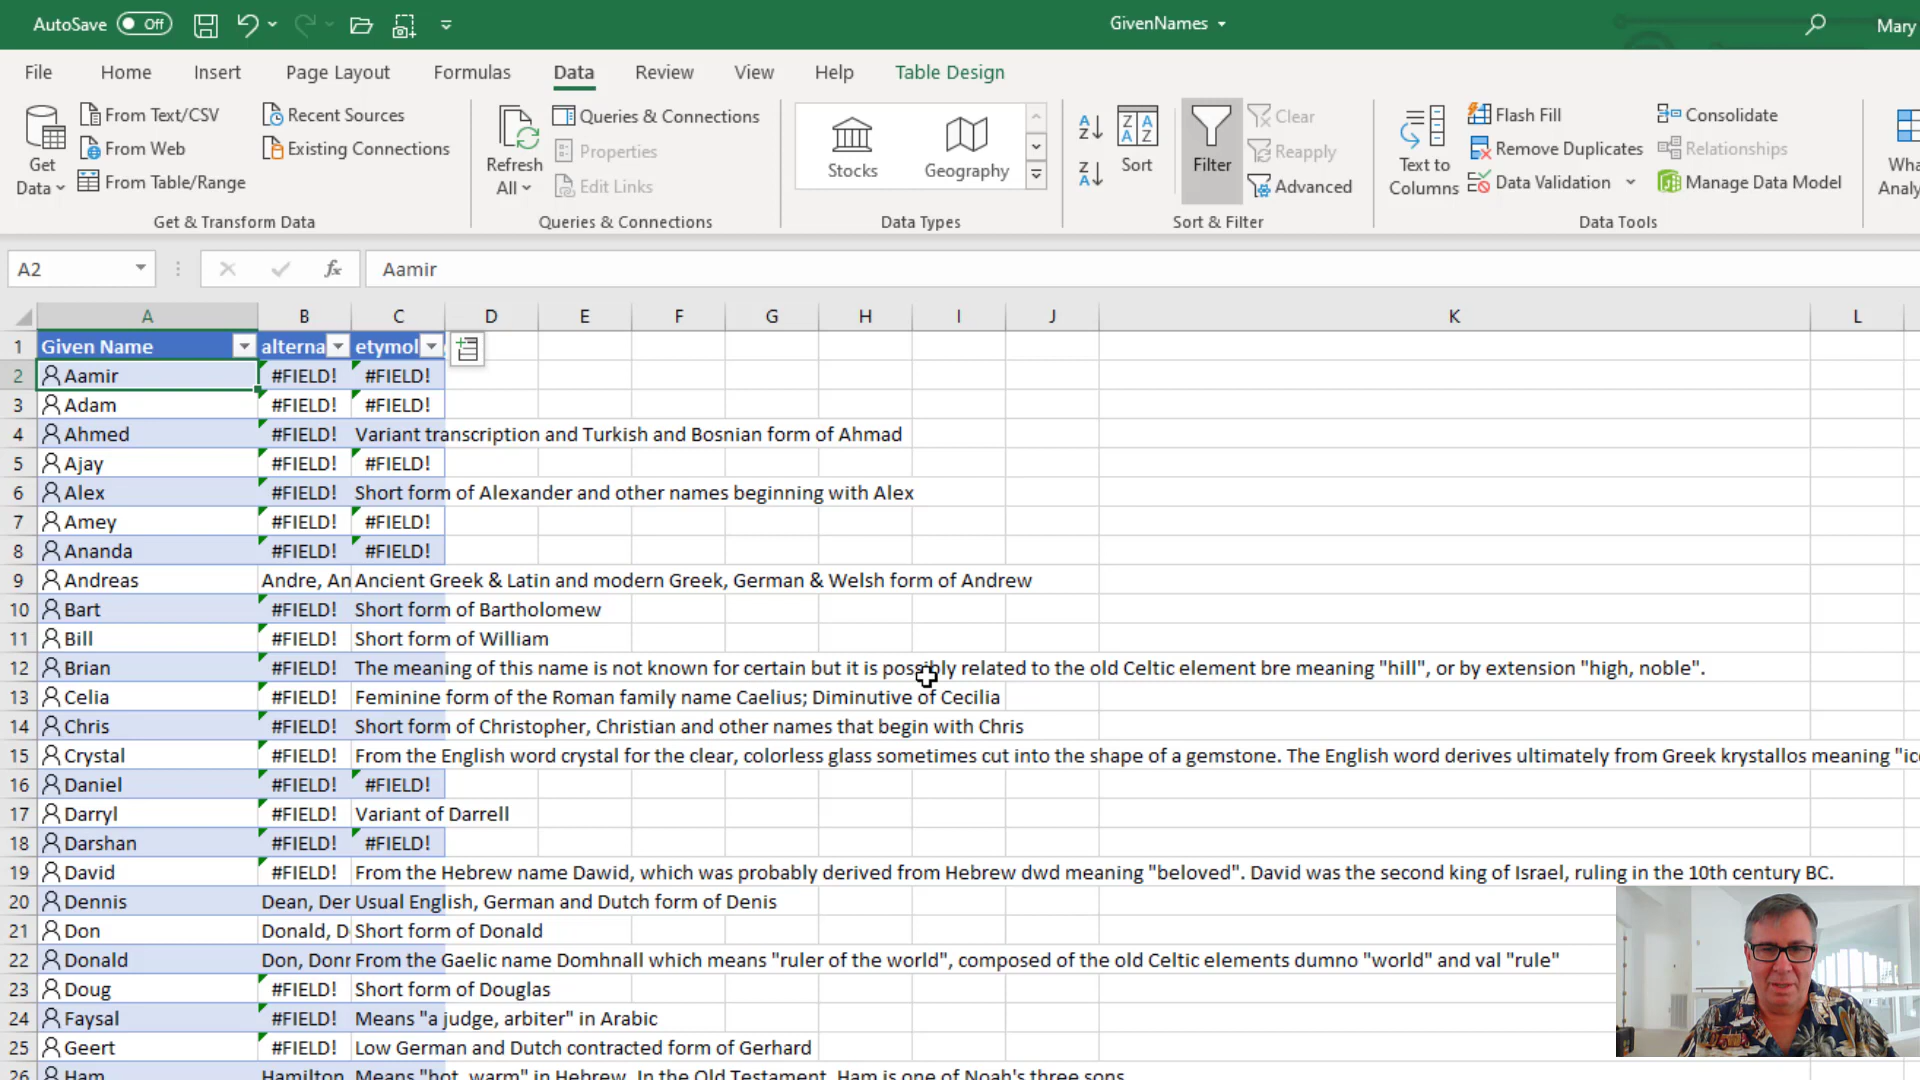 AutoSave Off GivenNames Mary
File Home Insert Page Layout Formulas Data Review View Help Table Design
Get Data
From Text/CSV
From Web
From Table/Range
Recent Sources
Existing Connections
Get & Transform Data
Refresh All
Queries & Connections
Properties
Edit Links
Queries & Connections
Stocks Geography
Data Types
Sort
Filter
Clear
Reapply
Advanced
Sort & Filter
Text to Columns
Flash Fill
Remove Duplicates
Data Validation
Consolidate
Relationships
Manage Data Model
Data Tools
A2 fx Aamir
A B C D E F G H I J K L
1 Given Name alterna etymol
2 Aamir #FIELD! #FIELD!
3 Adam #FIELD! #FIELD!
4 Ahmed #FIELD! Variant transcription and Turkish and Bosnian form of Ahmad
5 Ajay #FIELD! #FIELD!
6 Alex #FIELD! Short form of Alexander and other names beginning with Alex
7 Amey #FIELD! #FIELD!
8 Ananda #FIELD! #FIELD!
9 Andreas Andre, An Ancient Greek & Latin and modern Greek, German & Welsh form of Andrew
10 Bart #FIELD! Short form of Bartholomew
11 Bill #FIELD! Short form of William
12 Brian #FIELD! The meaning of this name is not known for certain but it is possibly related to the old Celtic element bre meaning "hill", or by extension "high, noble".
13 Celia #FIELD! Feminine form of the Roman family name Caelius; Diminutive of Cecilia
14 Chris #FIELD! Short form of Christopher, Christian and other names that begin with Chris
15 Crystal #FIELD! From the English word crystal for the clear, colorless glass sometimes cut into the shape of a gemstone. The English word derives ultimately from Greek krystallos meaning "ice
16 Daniel #FIELD! #FIELD!
17 Darryl #FIELD! Variant of Darrell
18 Darshan #FIELD! #FIELD!
19 David #FIELD! From the Hebrew name Dawid, which was probably derived from Hebrew dwd meaning "beloved". David was the second king of Israel, ruling in the 10th century BC.
20 Dennis Dean, Der Usual English, German and Dutch form of Denis
21 Don Donald, D Short form of Donald
22 Donald Don, Donr From the Gaelic name Domhnall which means "ruler of the world", composed of the old Celtic elements dumno "world" and val "rule"
23 Doug #FIELD! Short form of Douglas
24 Faysal #FIELD! Means "a judge, arbiter" in Arabic
25 Geert #FIELD! Low German and Dutch contracted form of Gerhard
26 Ham Hamilton, Means "hot, warm" in Hebrew. In the Old Testament, Ham is one of Noah's three sons